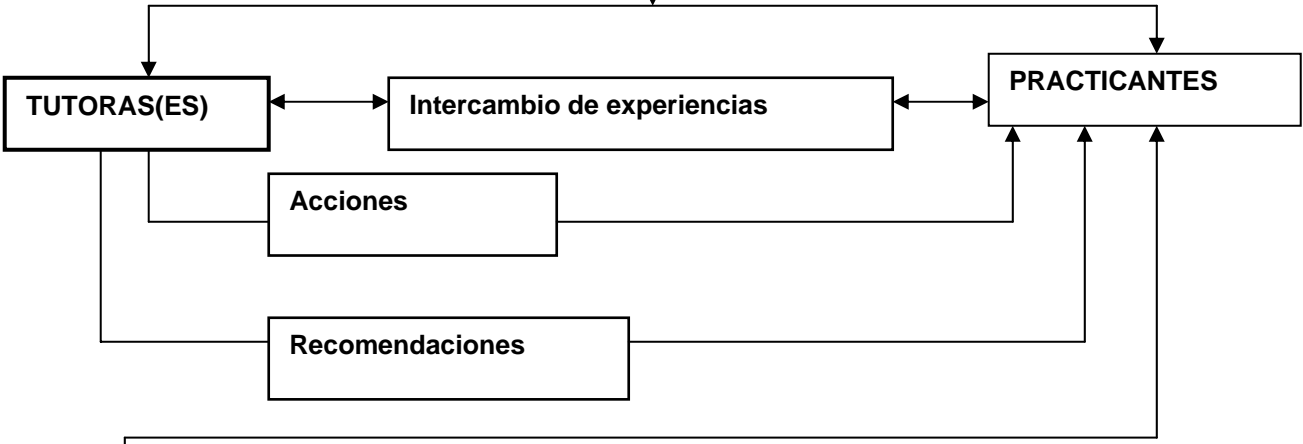 TUTORAS(ES)
Intercambio de experiencias
PRACTICANTES
Acciones
Recomendaciones